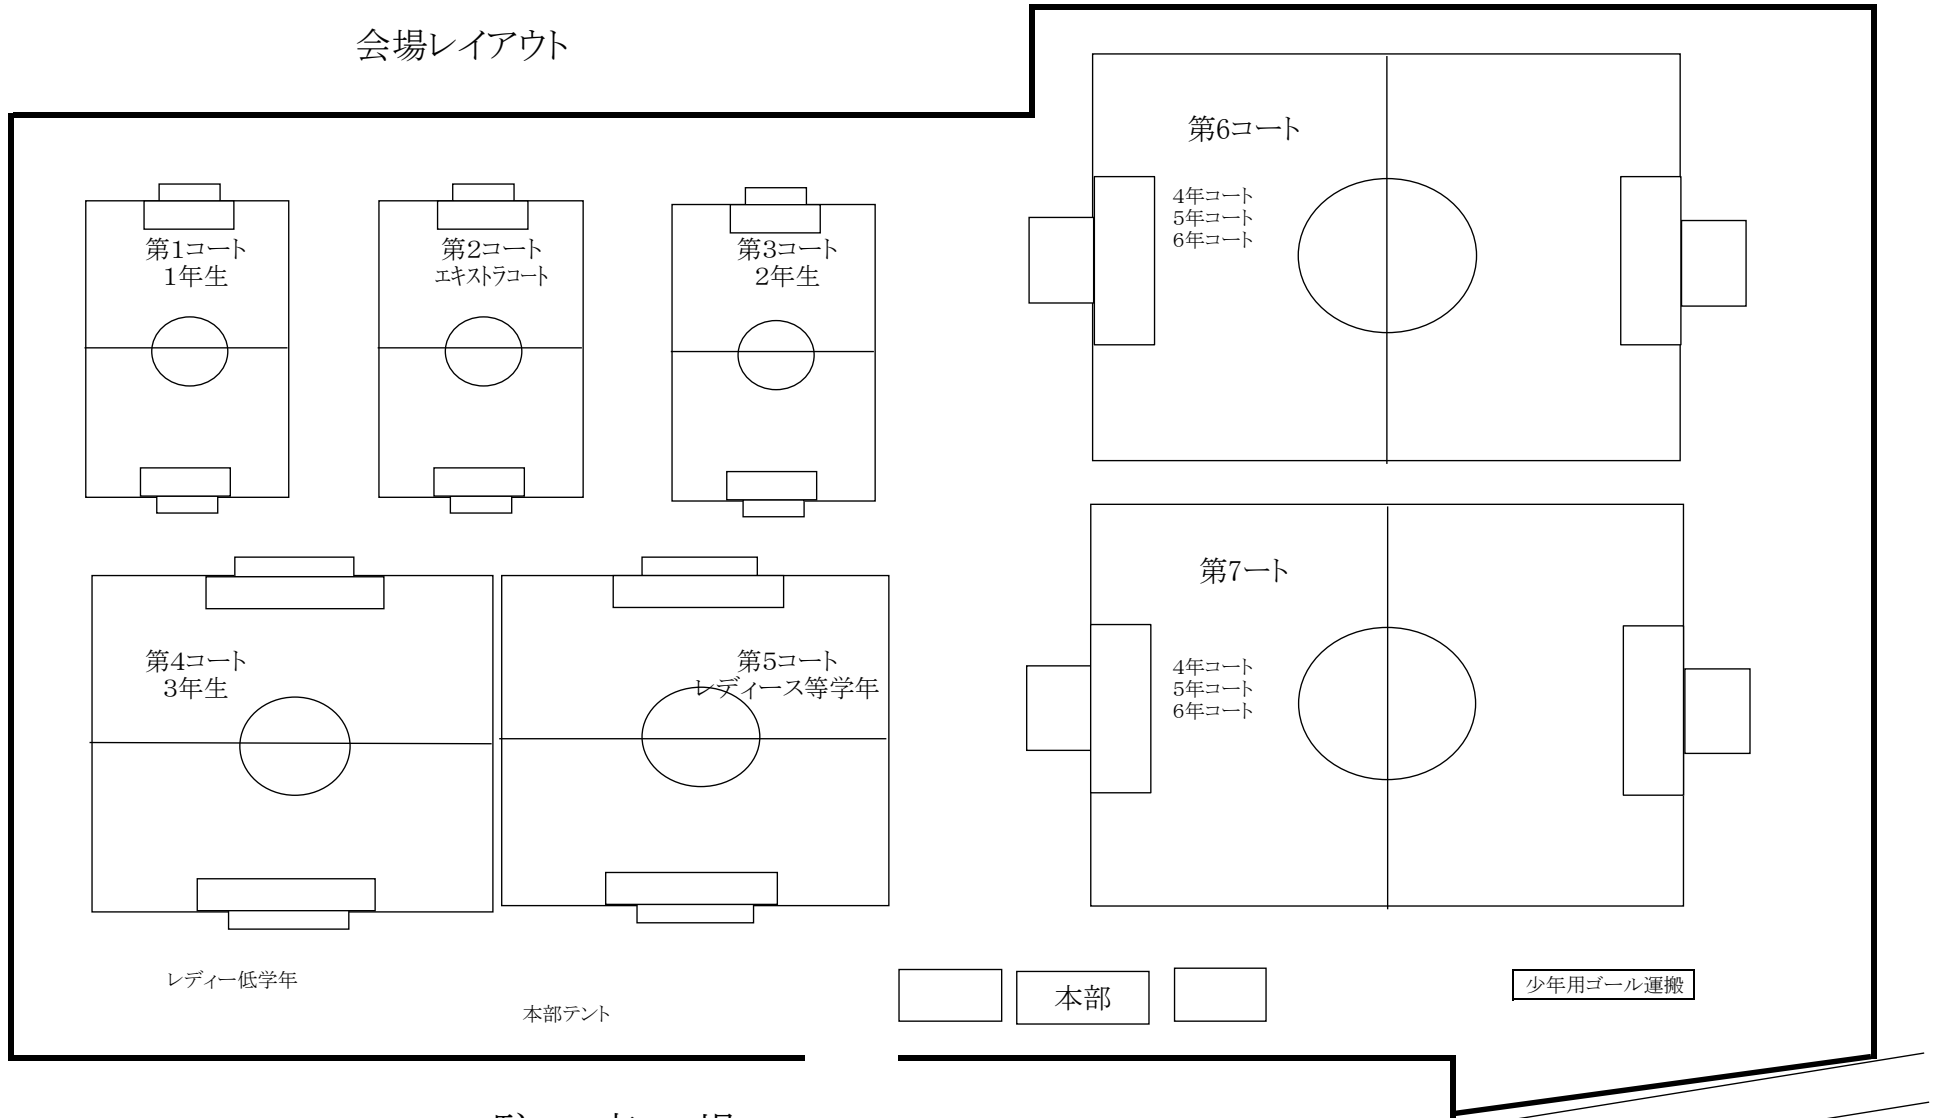 会場レイアウト
第6コート
4年コート
5年コート
6年コート
第1コート
1年生
第2コート
エキストラコート
第3コート
2年生
第7ート
4年コート
5年コート
6年コート
第4コート
3年生
第5コート
レディース等学年
レディー低学年
本部テント
本部
少年用ゴール運搬